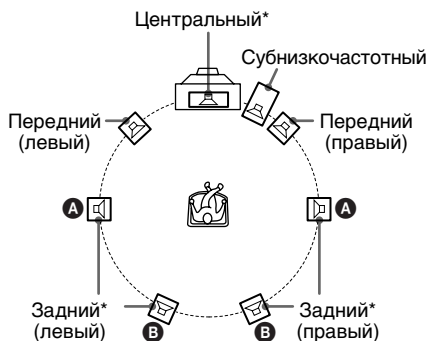 Центральный*
Субнизкочастотный
Передний
(левый)
Передний
(правый)
A
A
Задний*
(левый)
B
B
Задний*
(правый)